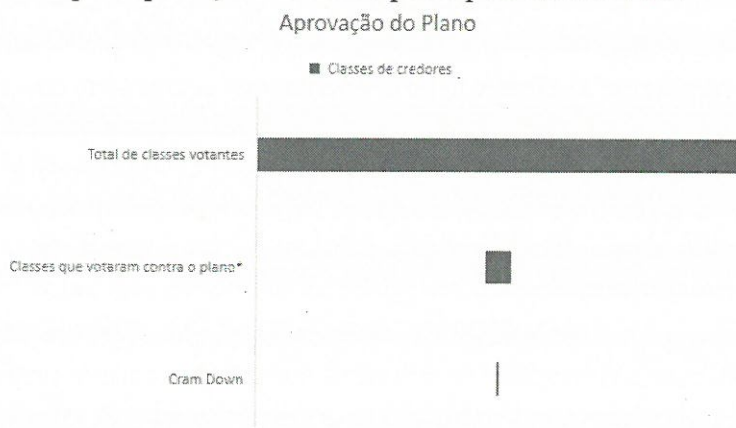 Aprovação do Plano
Classes de credores
Total de classes votantes
Classes que votaram contra o plano*
Cram Down